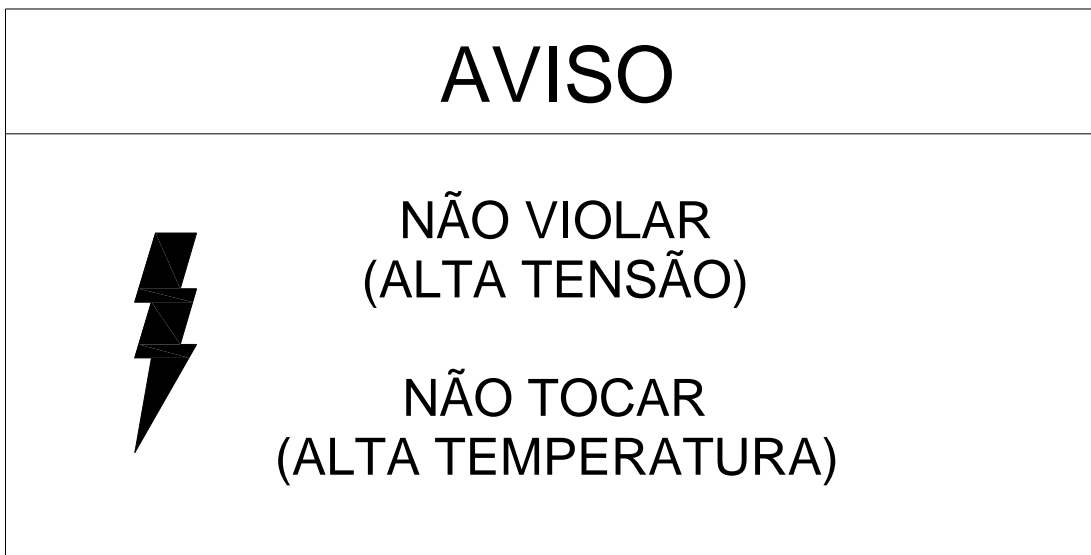 AVISO
NÃO VIOLAR
(ALTA TENSÃO)
NÃO TOCAR
(ALTA TEMPERATURA)